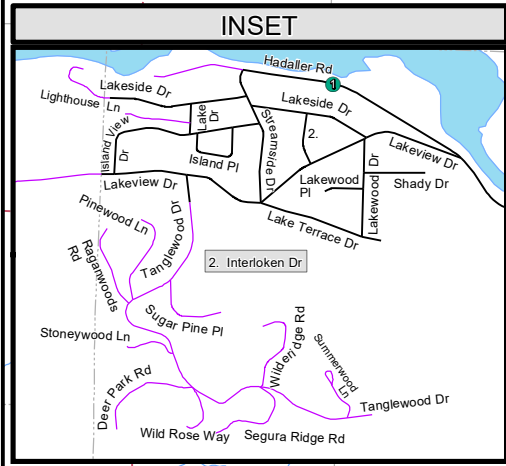 INSET
Hadaller Rd
1
Lakeside Dr
Lakeside Dr
Lighthouse Ln
Lake
Dr
Streamside Dr
2.
Island View
Dr
Island Pl
Lakeview Dr
Lakeview Dr
Lakewood
Pl
Lakewood Dr
Shady Dr
Pinewood Ln
Tanglewood Dr
Lake Terrace Dr
Raganwoods
Rd
2. Interloken Dr
Sugar Pine Pl
Stoneywood Ln
Wilderidge Rd
Summerwood
Ln
Deer Park Rd
Tanglewood Dr
Wild Rose Way
Segura Ridge Rd